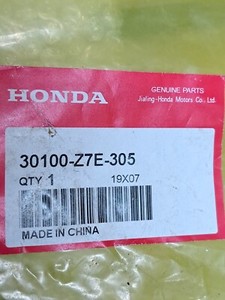 HONDA
GENUINE PARTS
Jialing-Honda Motors Co., Ltd.
30100-Z7E-305
QTY 1 19X07
MADE IN CHINA